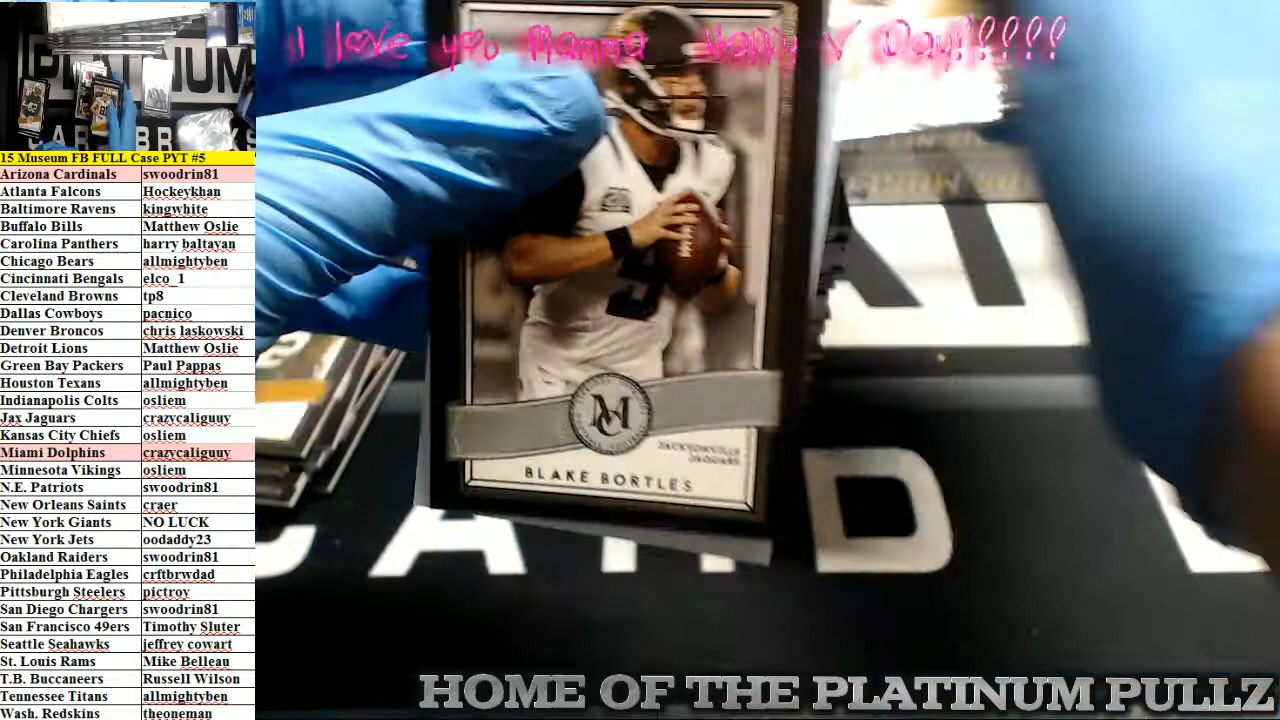 I love you Mamma Happy V Day!!!!!
PLATINUM
CARD BR KS
15 Museum FB FULL Case PYT #5
Arizona Cardinals swoodrin81
Atlanta Falcons Hockeykhan
Baltimore Ravens kingwhite
Buffalo Bills Matthew Oslie
Carolina Panthers harry baltayan
Chicago Bears allmightyben
Cincinnati Bengals elco_1
Cleveland Browns tp8
Dallas Cowboys pacnico
Denver Broncos chris laskowski
Detroit Lions Matthew Oslie
Green Bay Packers Paul Pappas
Houston Texans allmightyben
Indianapolis Colts osliem
Jax Jaguars crazycaliguuy
Kansas City Chiefs osliem
Miami Dolphins crazycaliguuy
Minnesota Vikings osliem
N.E. Patriots swoodrin81
New Orleans Saints craer
New York Giants NO LUCK
New York Jets oodaddy23
Oakland Raiders swoodrin81
Philadelphia Eagles crftbrwdad
Pittsburgh Steelers pictroy
San Diego Chargers swoodrin81
San Francisco 49ers Timothy Sluter
Seattle Seahawks jeffrey cowart
St. Louis Rams Mike Belleau
T.B. Buccaneers Russell Wilson
Tennessee Titans allmightyben
Wash. Redskins theoneman
MC
JACKSONVILLE
JAGUARS
BLAKE BORTLES
HOME OF THE PLATINUM PULLZ